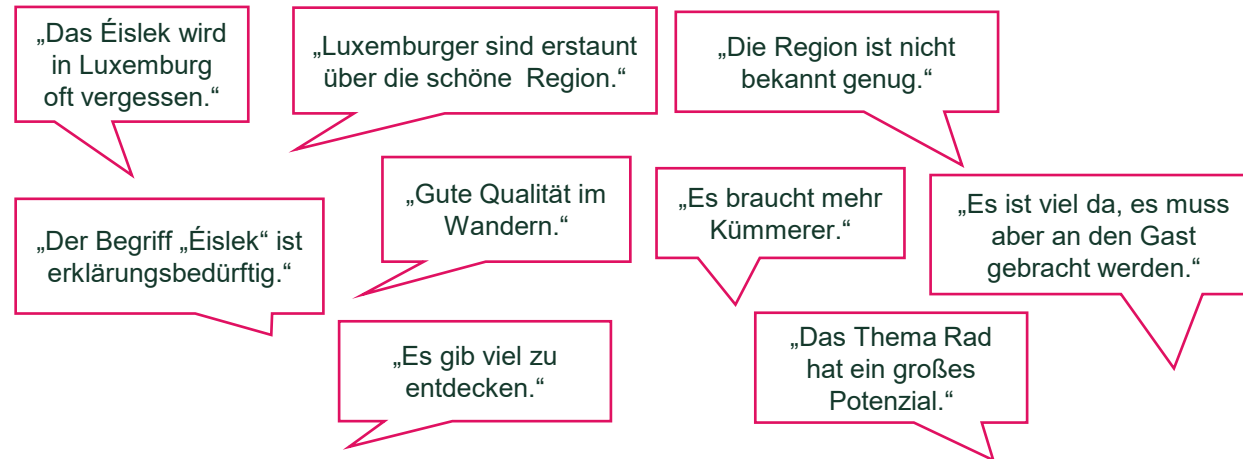 „Das Éislek wird
in Luxemburg
oft vergessen.“
„Luxemburger sind erstaunt
über die schöne  Region.“
„Die Region ist nicht
bekannt genug.“
„Der Begriff „Éislek“ ist
erklärungsbedürftig.“
„Gute Qualität im
Wandern.“
„Es braucht mehr
Kümmerer.“
„Es ist viel da, es muss
aber an den Gast
gebracht werden.“
„Es gib viel zu
entdecken.“
„Das Thema Rad
hat ein großes
Potenzial.“